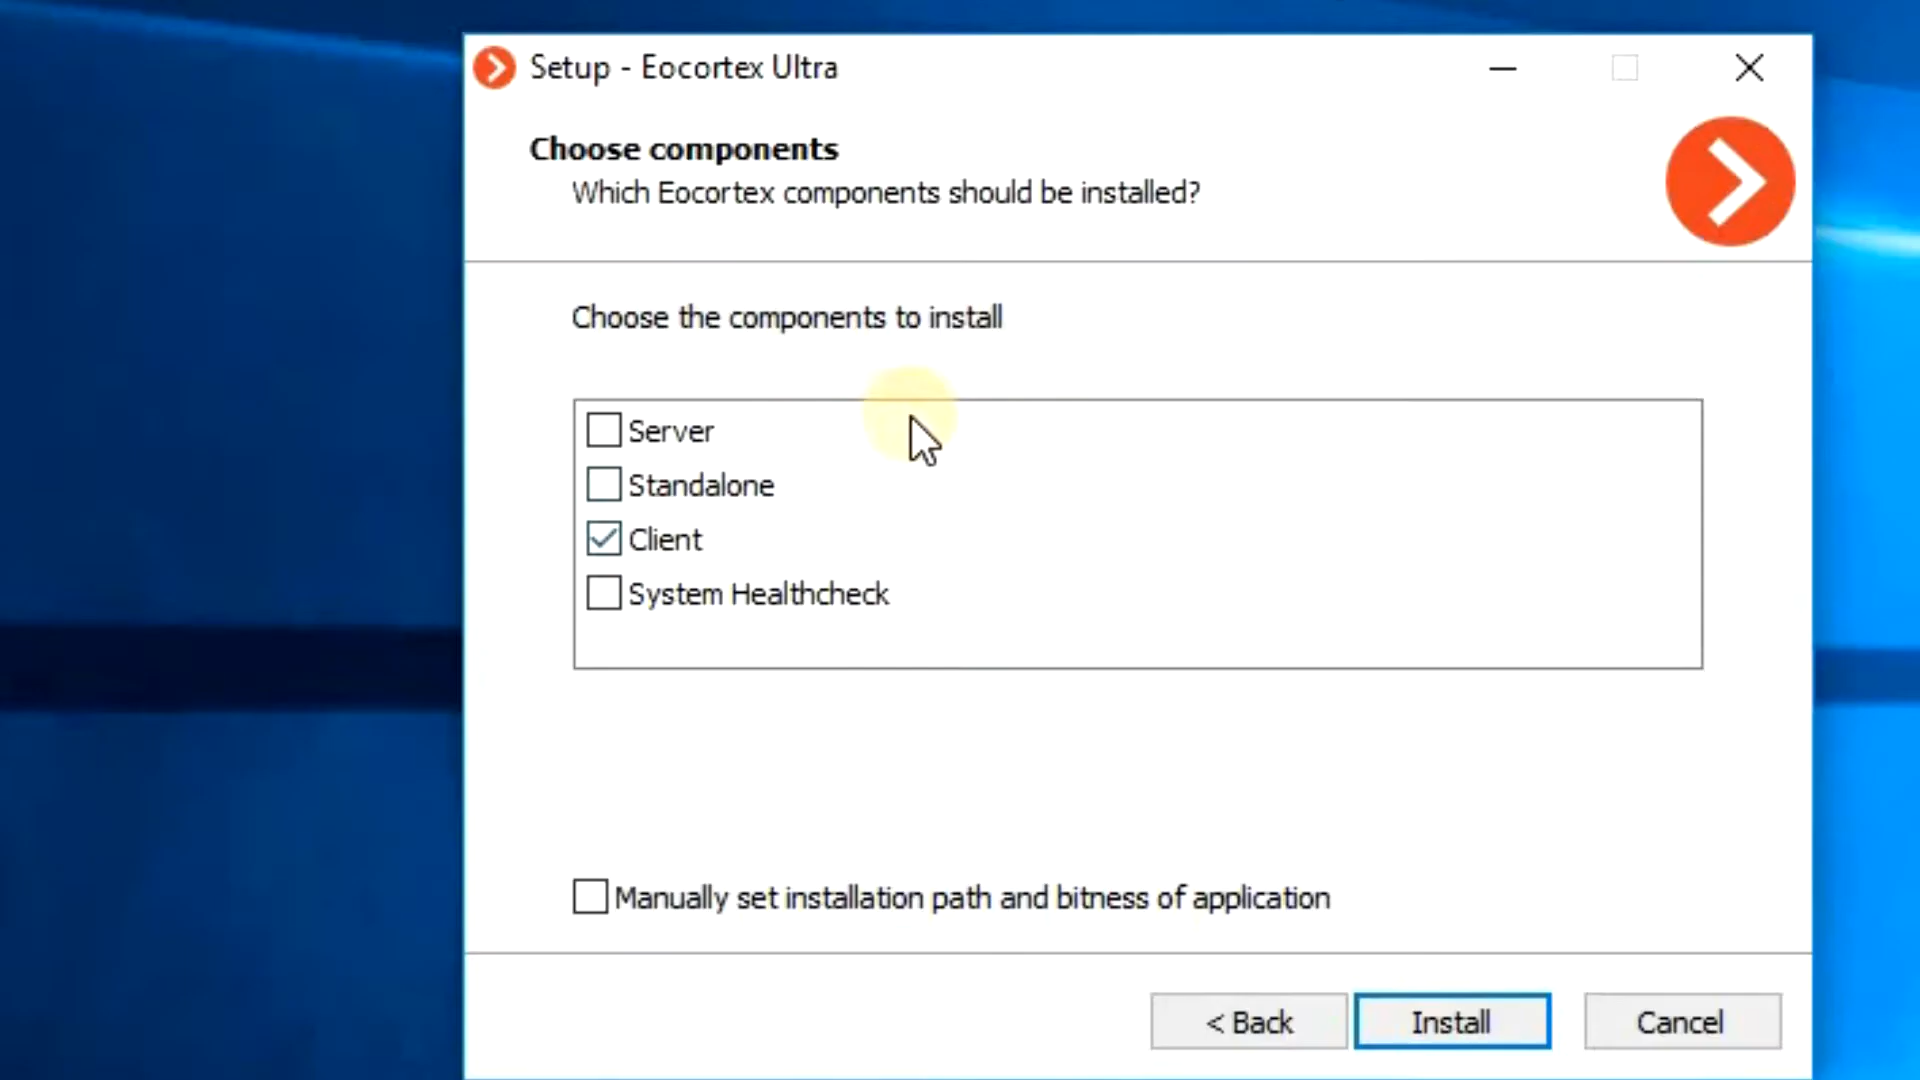 Setup - Eocortex Ultra
Choose components
Which Eocortex components should be installed?
Choose the components to install
Server
Standalone
Client
System Healthcheck
Manually set installation path and bitness of application
< Back
Install
Cancel